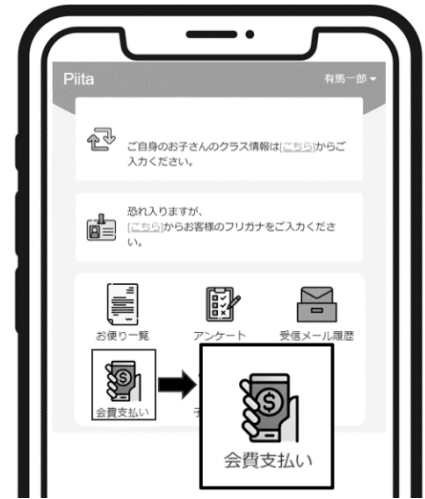 Piita
有馬一郎
ご自身のお子さんのクラス情報は[こちら]からご
入力ください。
恐れ入りますが、
[こちら]からお客様のフリガナをご入力くださ
い。
お便り一覧 アンケート 受信メール履歴
会費支払い
会費支払い